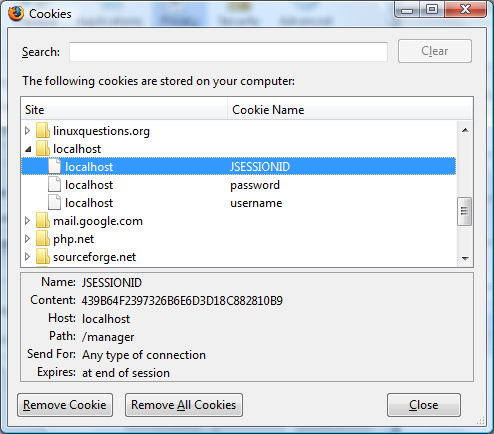 Cookies
Search:
Clear
The following cookies are stored on your computer:
Site Cookie Name
linuxquestions.org
localhost
localhost JSESSIONID
localhost password
localhost username
mail.google.com
php.net
sourceforge.net
Name: JSESSIONID
Content: 439B64F2397326B6E6D3D18C882810B9
Host: localhost
Path: /manager
Send For: Any type of connection
Expires: at end of session
Remove Cookie Remove All Cookies Close